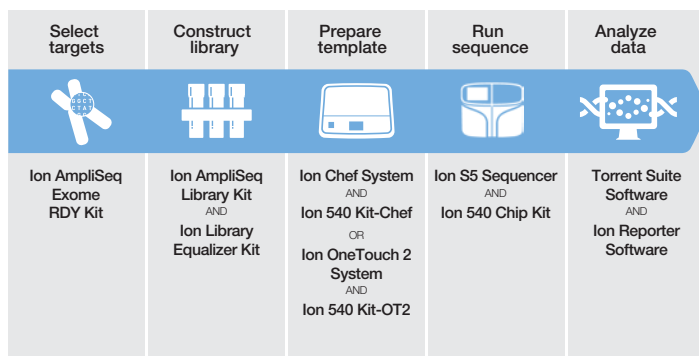 Select
targets
Construct
library
Prepare
template
Run
sequence
Analyze
data
GGCT
CTAT
Ion AmpliSeq
Exome
RDY Kit
Ion AmpliSeq
Library Kit
AND
Ion Library
Equalizer Kit
Ion Chef System
AND
Ion 540 Kit-Chef
OR
Ion OneTouch 2
System
AND
Ion 540 Kit-OT2
Ion S5 Sequencer
AND
Ion 540 Chip Kit
Torrent Suite
Software
AND
Ion Reporter
Software